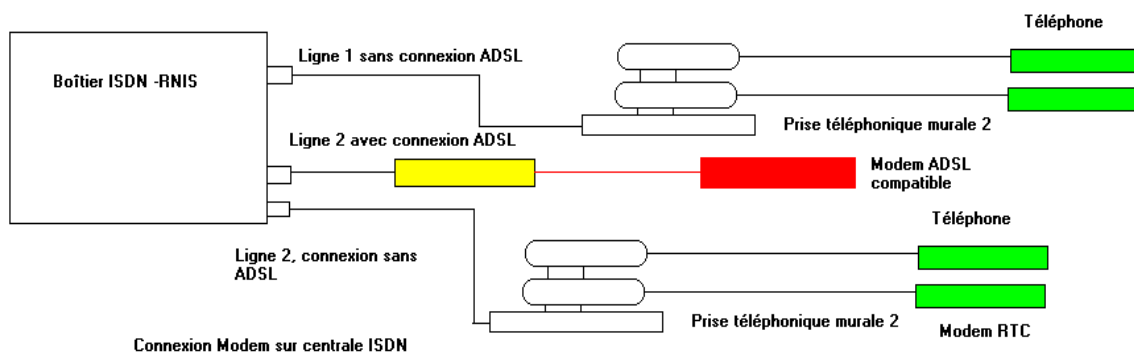 Téléphone
Ligne 1 sans connexion ADSL
Boîtier ISDN -RNIS
Prise téléphonique murale 2
Ligne 2 avec connexion ADSL
Modem ADSL
compatible
Téléphone
Ligne 2, connexion sans
ADSL
Prise téléphonique murale 2
Modem RTC
Connexion Modem sur centrale ISDN